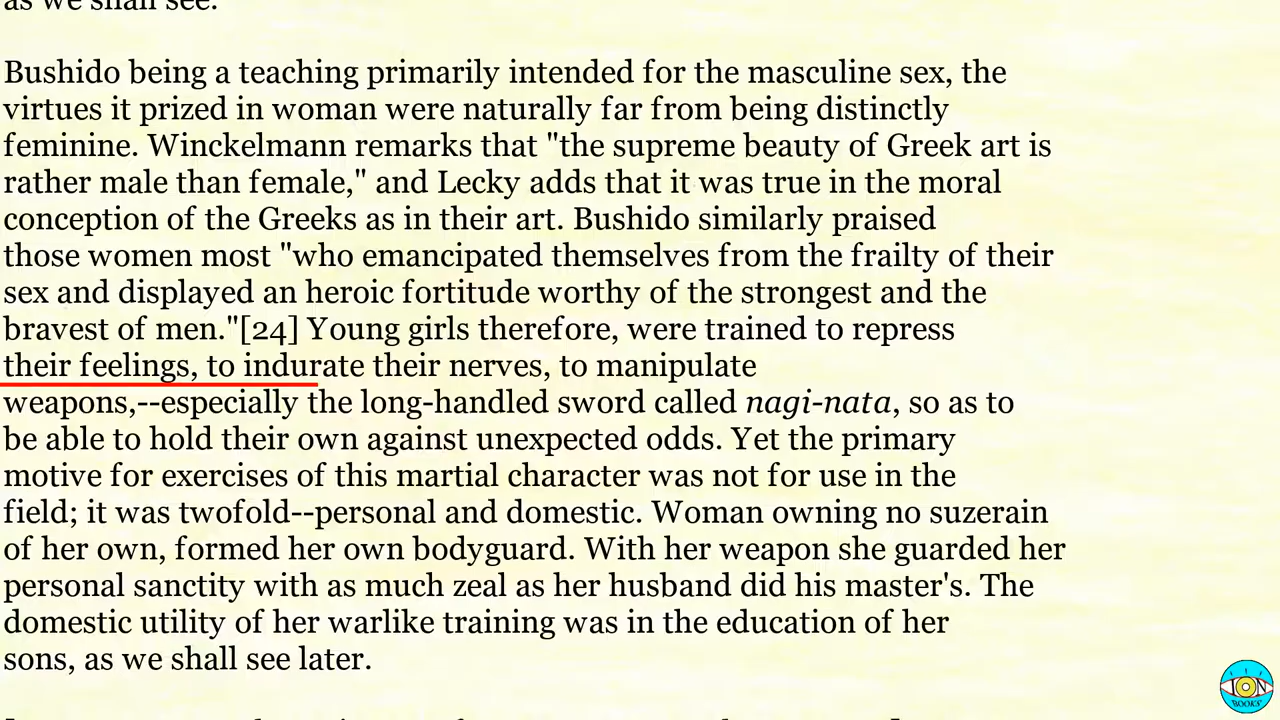 as we shall see.
Bushido being a teaching primarily intended for the masculine sex, the
virtues it prized in woman were naturally far from being distinctly
feminine. Winckelmann remarks that "the supreme beauty of Greek art is
rather male than female," and Lecky adds that it was true in the moral
conception of the Greeks as in their art. Bushido similarly praised
those women most "who emancipated themselves from the frailty of their
sex and displayed an heroic fortitude worthy of the strongest and the
bravest of men."[24] Young girls therefore, were trained to repress
their feelings, to indurate their nerves, to manipulate
weapons,--especially the long-handled sword called nagi-nata, so as to
be able to hold their own against unexpected odds. Yet the primary
motive for exercises of this martial character was not for use in the
field; it was twofold--personal and domestic. Woman owning no suzerain
of her own, formed her own bodyguard. With her weapon she guarded her
personal sanctity with as much zeal as her husband did his master's. The
domestic utility of her warlike training was in the education of her
sons, as we shall see later.
ION
BOOKS